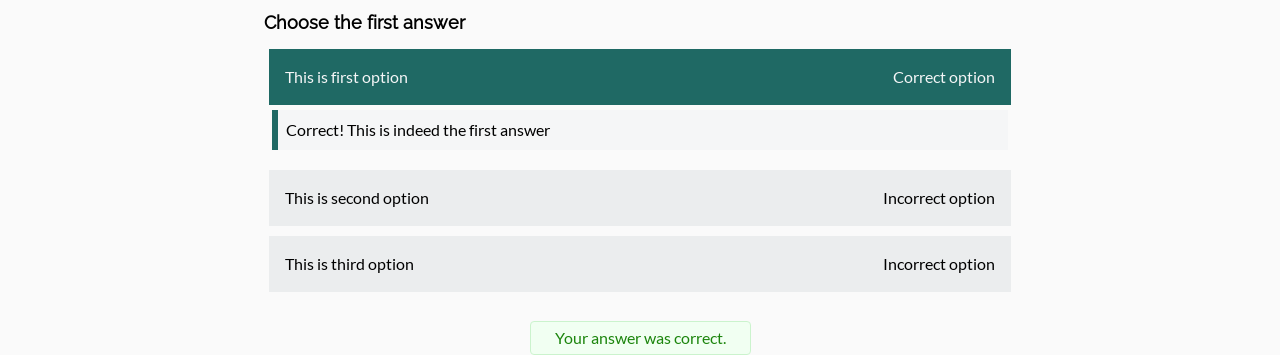 Choose the first answer
This is first option Correct option
Correct! This is indeed the first answer
This is second option Incorrect option
This is third option Incorrect option
Your answer was correct.